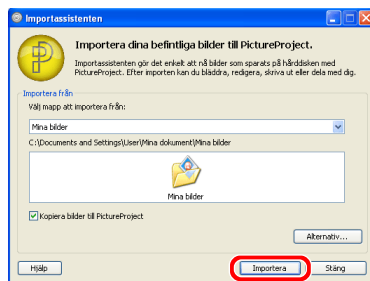 Importassistenten
Importera dina befintliga bilder till PictureProject.
Importassistenten gör det enkelt att nå bilder som sparats på hårddisken med
PictureProject. Efter importen kan du bläddra, redigera, skriva ut eller dela med dig.
Importera från
Välj mapp att importera från:
Mina bilder
C:\Documents and Settings\User\Mina dokument\Mina bilder
Mina bilder
Kopiera bilder till PictureProject
Alternativ...
Hjälp
Importera
Stäng